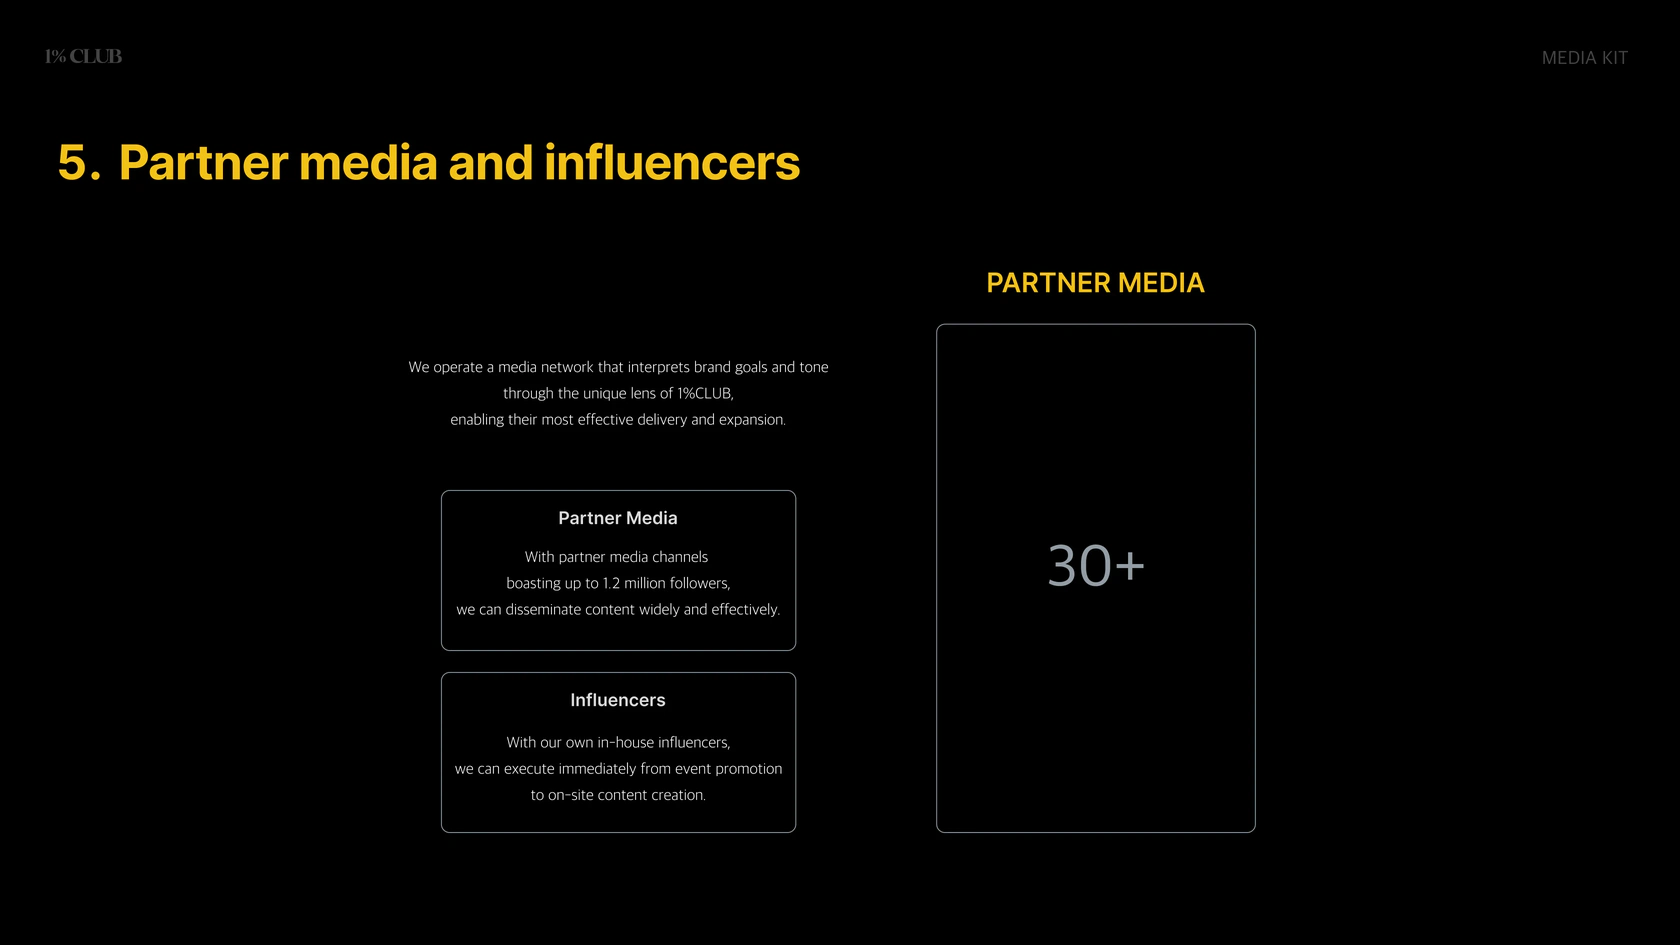 1% CLUB
MEDIA KIT
5. Partner media and influencers
We operate a media network that interprets brand goals and tone
through the unique lens of 1%CLUB,
enabling their most effective delivery and expansion.
Partner Media
With partner media channels
boasting up to 1.2 million followers,
we can disseminate content widely and effectively.
Influencers
With our own in-house influencers,
we can execute immediately from event promotion
to on-site content creation.
PARTNER MEDIA
30+